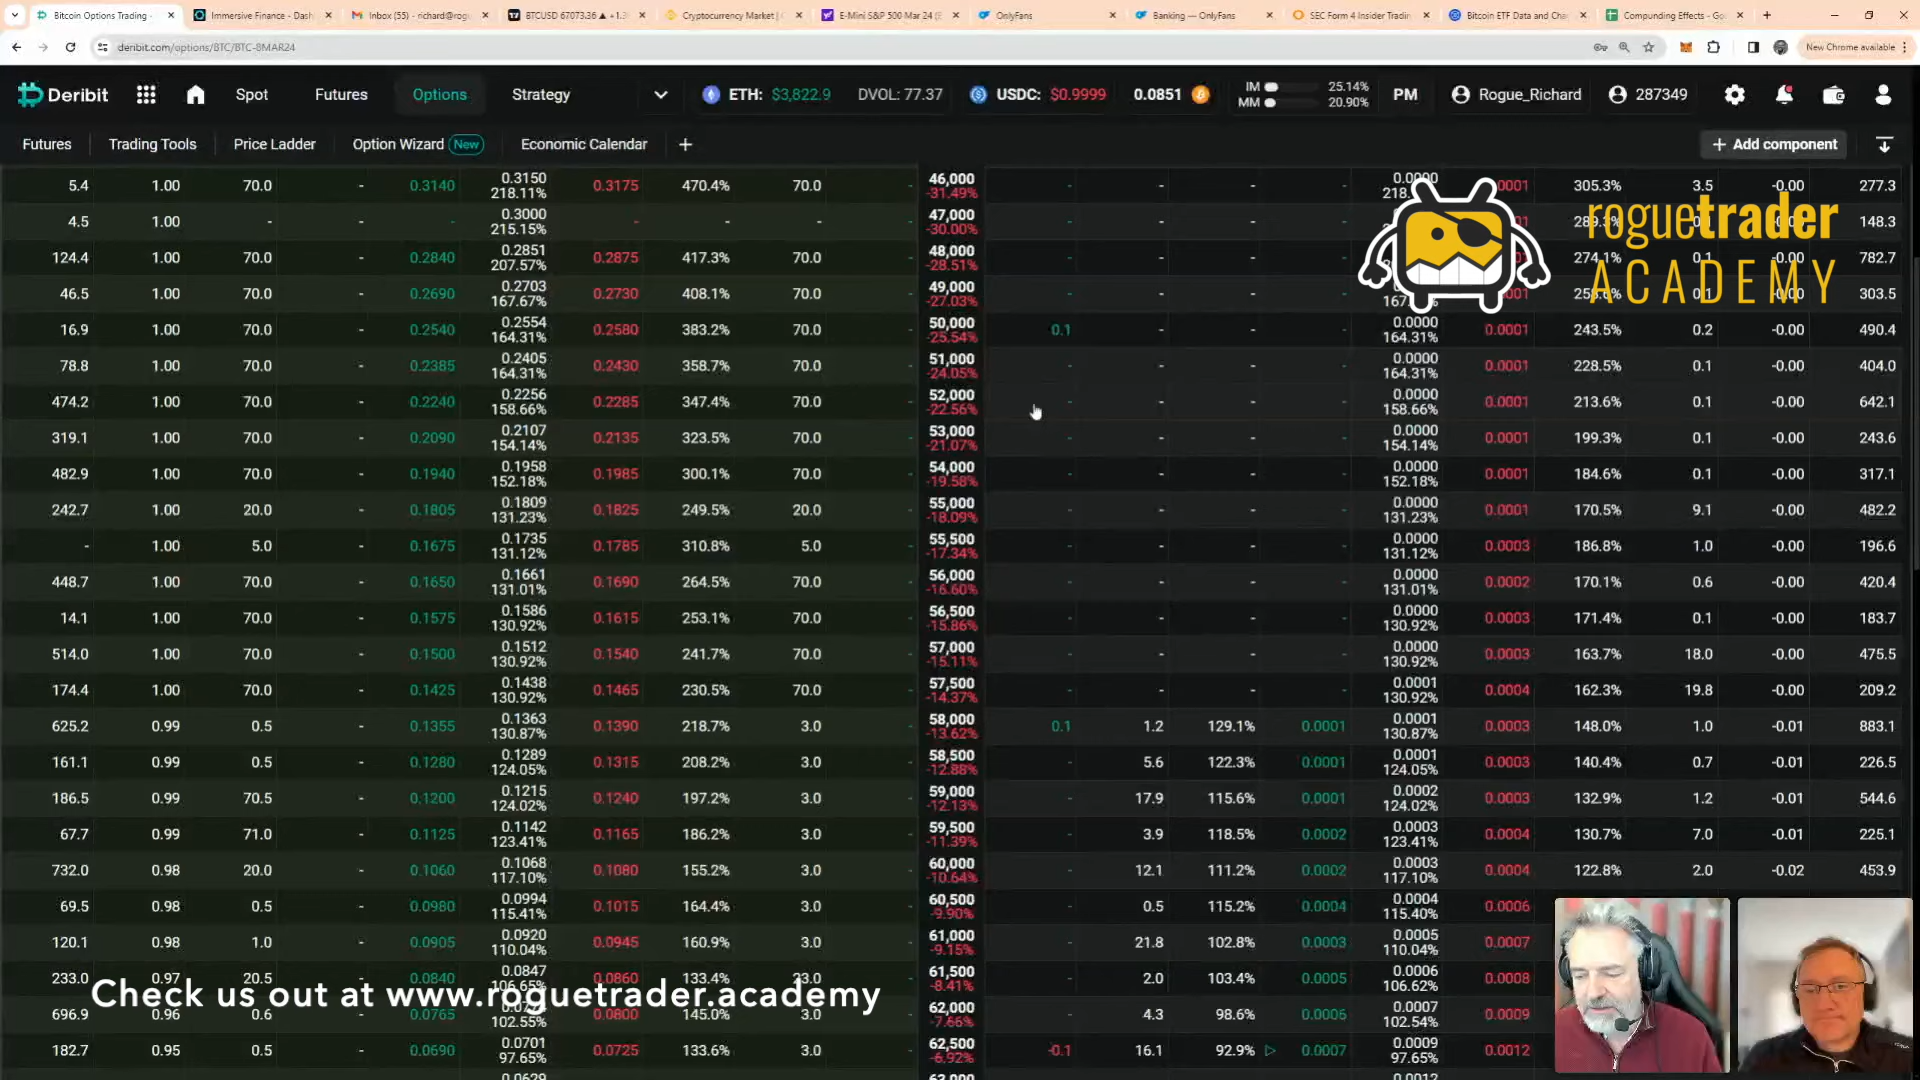 Bitcoin Options Trading -
Immersive Finance - Dash
Inbox (55) - richard@rog
BTCUSD 67073.36 ▲ +1.3
Cryptocurrency Market |
E-Mini S&P 500 Mar 24 (E
OnlyFans
Banking — OnlyFans
SEC Form 4 Insider Tradin
Bitcoin ETF Data and Cha
Compunding Effects - Go
deribit.com/options/BTC/BTC-8MAR24
New Chrome available
Deribit
Spot
Futures
Options
Strategy
ETH: $3,822.9
DVOL: 77.37
USDC: $0.9999
0.0851
IM 25.14%
MM 20.90%
PM
Rogue_Richard
287349
Futures
Trading Tools
Price Ladder
Option Wizard New
Economic Calendar
+
+ Add component
5.4 1.00 70.0 - 0.3140 0.3150 218.11% 0.3175 470.4% 70.0 - 46,000 -31.49% - - - - 0.0000 0001 305.3% 3.5 -0.00 277.3
4.5 1.00 - - - 0.3000 215.15% - - - - 47,000 -30.00% - - - - 148.3
124.4 1.00 70.0 - 0.2840 0.2851 207.57% 0.2875 417.3% 70.0 - 48,000 -28.51% - - - - 274.1% 0.1 782.7
46.5 1.00 70.0 - 0.2690 0.2703 167.67% 0.2730 408.1% 70.0 - 49,000 -27.03% - - - - 303.5
16.9 1.00 70.0 - 0.2540 0.2554 164.31% 0.2580 383.2% 70.0 - 50,000 -25.54% 0.1 - - - 0.0000 164.31% 0.0001 243.5% 0.2 -0.00 490.4
78.8 1.00 70.0 - 0.2385 0.2405 164.31% 0.2430 358.7% 70.0 - 51,000 -24.05% - - - - 0.0000 164.31% 0.0001 228.5% 0.1 -0.00 404.0
474.2 1.00 70.0 - 0.2240 0.2256 158.66% 0.2285 347.4% 70.0 - 52,000 -22.56% - - - - 0.0000 158.66% 0.0001 213.6% 0.1 -0.00 642.1
319.1 1.00 70.0 - 0.2090 0.2107 154.14% 0.2135 323.5% 70.0 - 53,000 -21.07% - - - - 0.0000 154.14% 0.0001 199.3% 0.1 -0.00 243.6
482.9 1.00 70.0 - 0.1940 0.1958 152.18% 0.1985 300.1% 70.0 - 54,000 -19.58% - - - - 0.0000 152.18% 0.0001 184.6% 0.1 -0.00 317.1
242.7 1.00 20.0 - 0.1805 0.1809 131.23% 0.1825 249.5% 20.0 - 55,000 -18.09% - - - - 0.0000 131.23% 0.0001 170.5% 9.1 -0.00 482.2
- 1.00 5.0 - 0.1675 0.1735 131.12% 0.1785 310.8% 5.0 - 55,500 -17.34% - - - - 0.0000 131.12% 0.0003 186.8% 1.0 -0.00 196.6
448.7 1.00 70.0 - 0.1650 0.1661 131.01% 0.1690 264.5% 70.0 - 56,000 -16.60% - - - - 0.0000 131.01% 0.0002 170.1% 0.6 -0.00 420.4
14.1 1.00 70.0 - 0.1575 0.1586 130.92% 0.1615 253.1% 70.0 - 56,500 -15.86% - - - - 0.0000 130.92% 0.0003 171.4% 0.1 -0.00 183.7
514.0 1.00 70.0 - 0.1500 0.1512 130.92% 0.1540 241.7% 70.0 - 57,000 -15.11% - - - - 0.0000 130.92% 0.0003 163.7% 18.0 -0.00 475.5
174.4 1.00 70.0 - 0.1425 0.1438 130.92% 0.1465 230.5% 70.0 - 57,500 -14.37% - - - - 0.0001 130.92% 0.0004 162.3% 19.8 -0.00 209.2
625.2 0.99 0.5 - 0.1355 0.1363 130.87% 0.1390 218.7% 3.0 - 58,000 -13.62% 0.1 1.2 129.1% 0.0001 0.0001 130.87% 0.0003 148.0% 1.0 -0.01 883.1
161.1 0.99 0.5 - 0.1280 0.1289 124.05% 0.1315 208.2% 3.0 - 58,500 -12.88% - 5.6 122.3% 0.0001 0.0001 124.05% 0.0003 140.4% 0.7 -0.01 226.5
186.5 0.99 70.5 - 0.1200 0.1215 124.02% 0.1240 197.2% 3.0 - 59,000 -12.13% - 17.9 115.6% 0.0001 0.0002 124.02% 0.0003 132.9% 1.2 -0.01 544.6
67.7 0.99 71.0 - 0.1125 0.1142 123.41% 0.1165 186.2% 3.0 - 59,500 -11.39% - 3.9 118.5% 0.0002 0.0003 123.41% 0.0004 130.7% 7.0 -0.01 225.1
732.0 0.98 20.0 - 0.1060 0.1068 117.10% 0.1080 155.2% 3.0 - 60,000 -10.64% - 12.1 111.2% 0.0002 0.0003 117.10% 0.0004 122.8% 2.0 -0.02 453.9
69.5 0.98 0.5 - 0.0980 0.0994 115.41% 0.1015 164.4% 3.0 - 60,500 -9.90% - 0.5 115.2% 0.0004 0.0004 115.40% 0.0006
120.1 0.98 1.0 - 0.0905 0.0920 110.04% 0.0945 160.9% 3.0 - 61,000 -9.15% - 21.8 102.8% 0.0003 0.0005 110.04% 0.0007
233.0 0.97 20.5 - 0.0840 0.0847 106.65% 0.0860 133.4% 23.0 - 61,500 -8.41% - 2.0 103.4% 0.0005 0.0006 106.62% 0.0008
696.9 0.96 0.6 - 0.0765 102.55% 0.0800 145.0% 3.0 - 62,000 -7.66% - 4.3 98.6% 0.0006 0.0007 102.54% 0.0009
182.7 0.95 0.5 - 0.0690 0.0701 97.65% 0.0725 133.6% 3.0 - 62,500 -6.92% -0.1 16.1 92.9% 0.0007 0.0009 97.65% 0.0012
0.0629 63,000 0.0012
roguetrader
ACADEMY
Check us out at www.roguetrader.academy